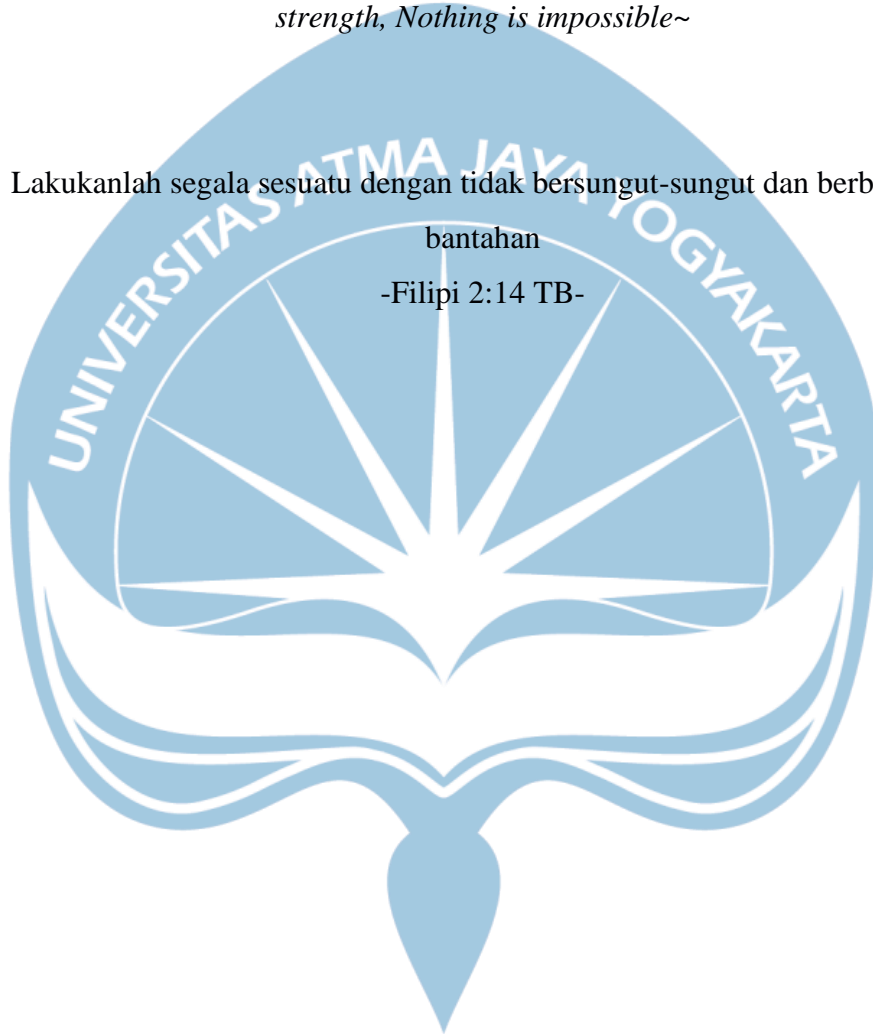 strength, Nothing is impossible~
UNIVERSITAS ATMA JAYA YOGYAKARTA
Lakukanlah segala sesuatu dengan tidak bersungut-sungut dan berb
bantahan
-Filipi 2:14 TB-